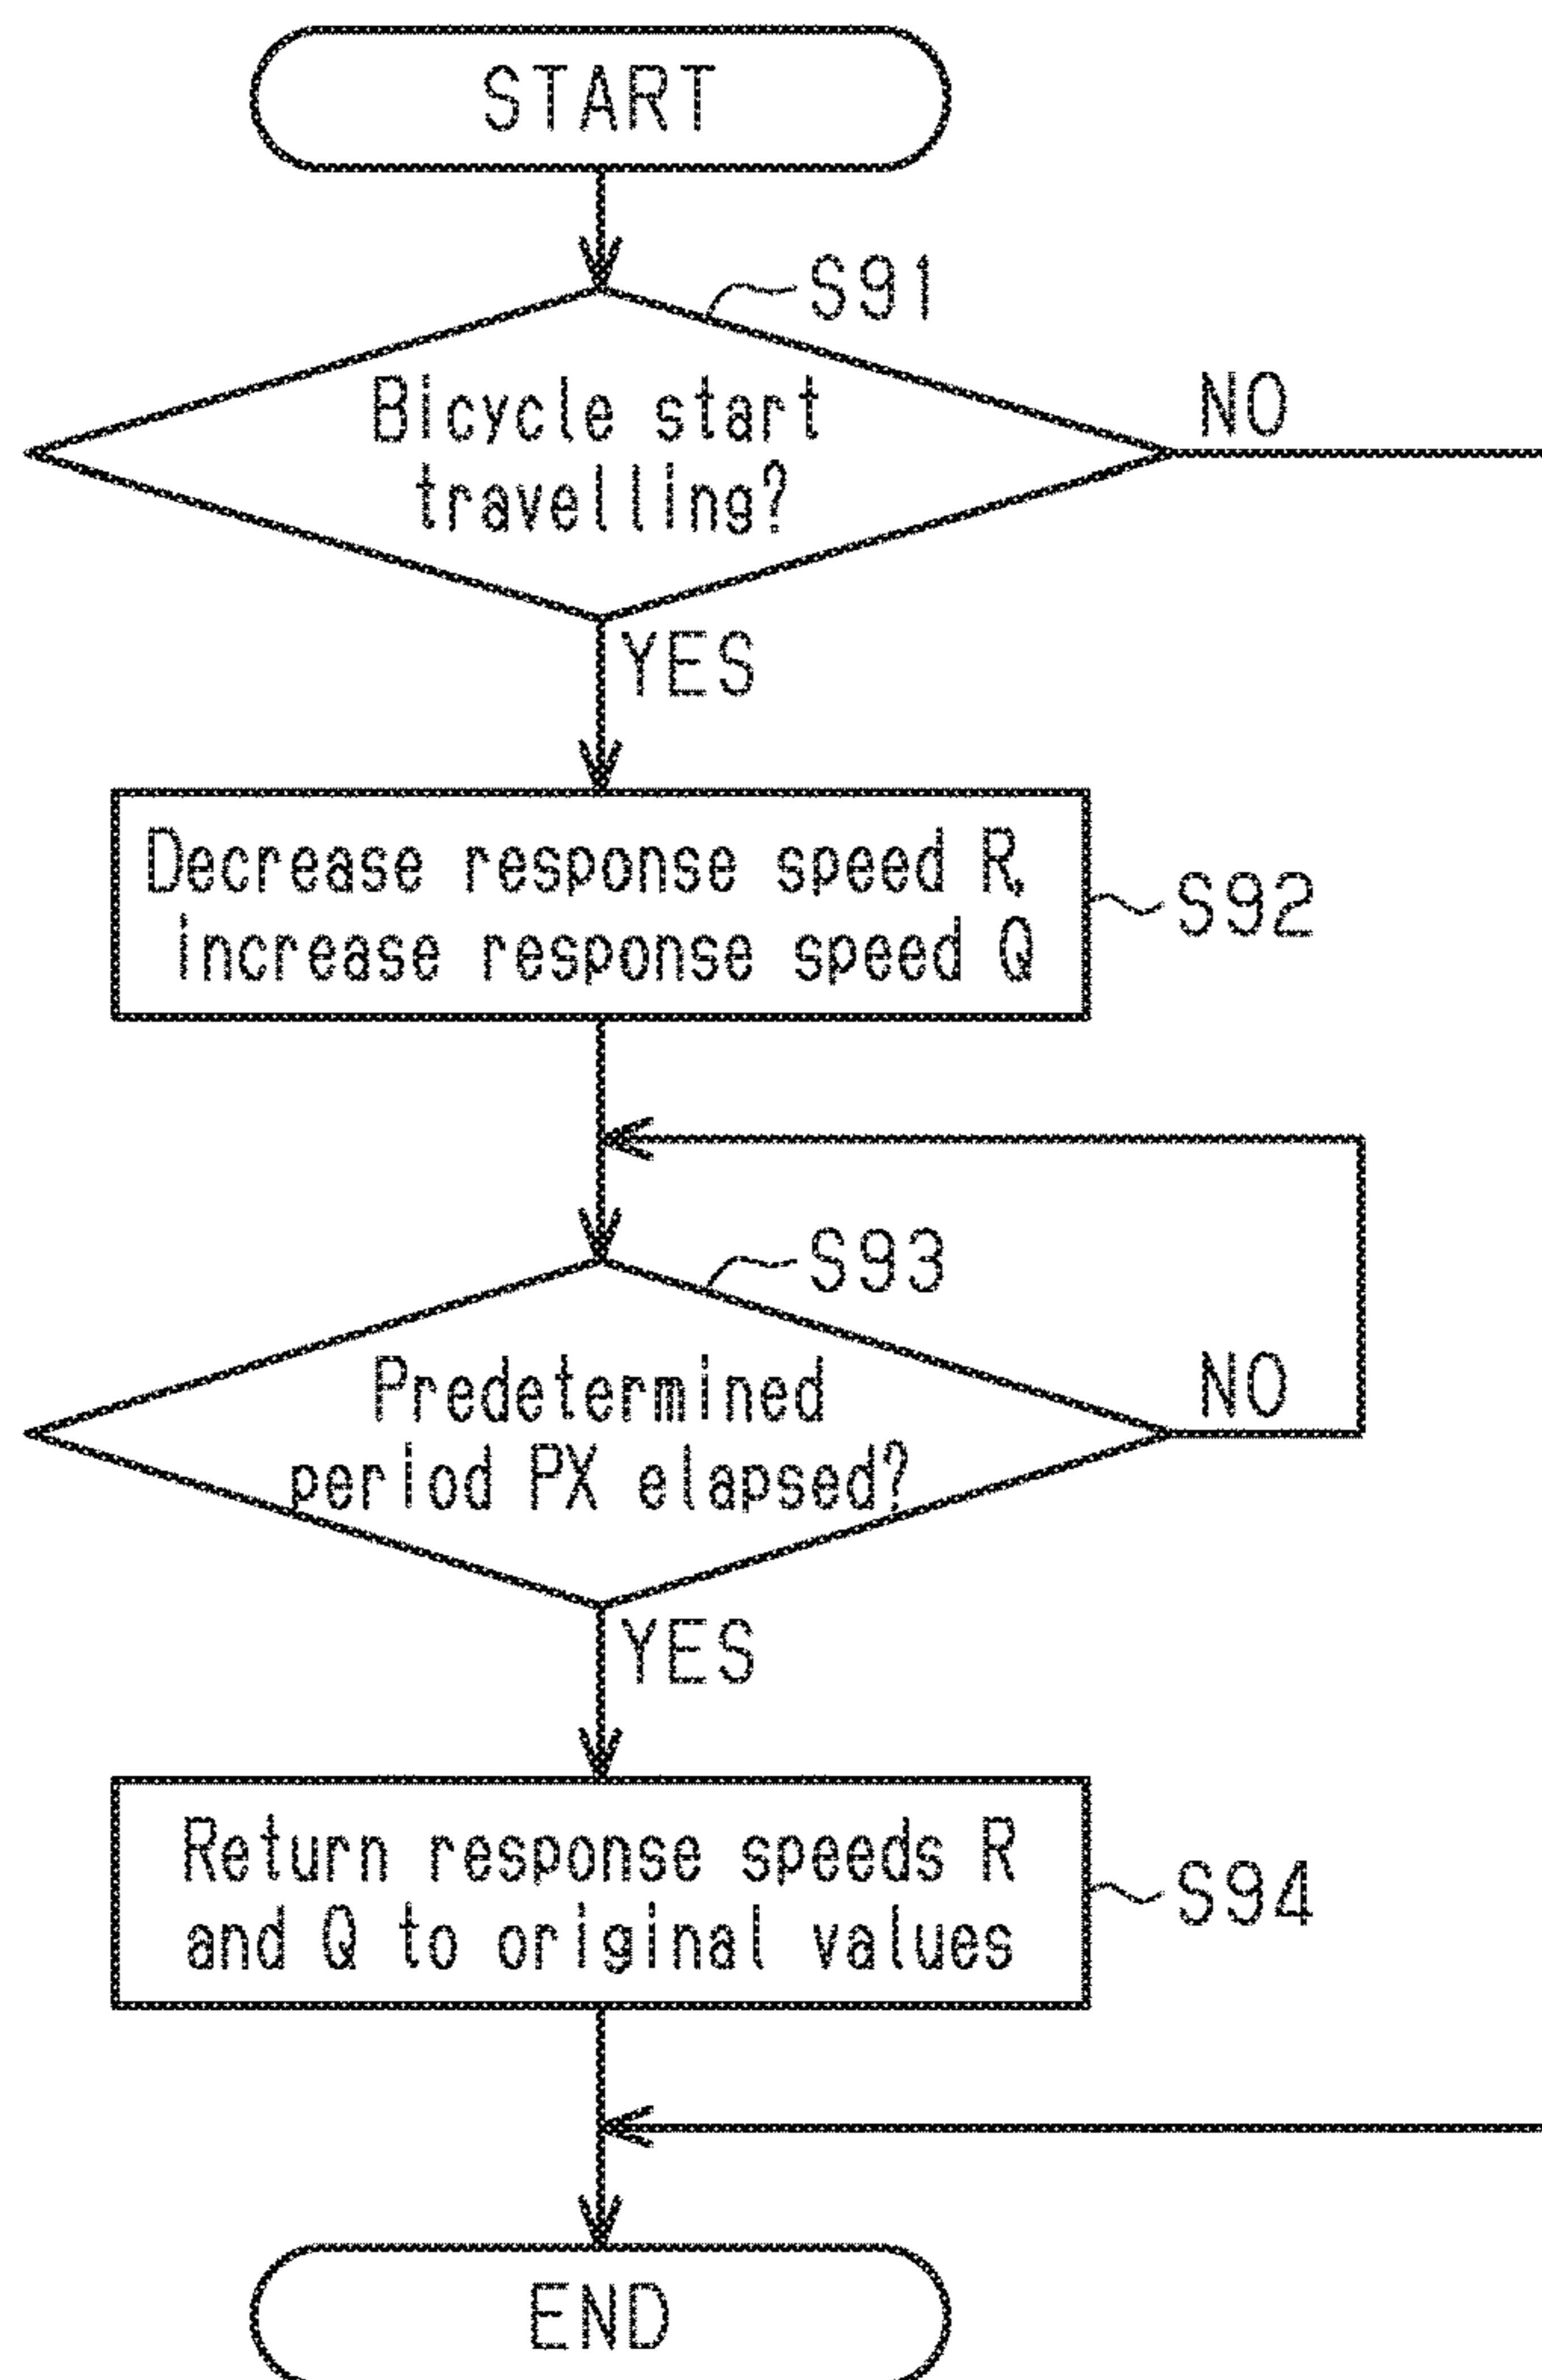 START
S91
Bicycle start
travelling?
NO
YES
Decrease response speed R,
increase response speed Q
S92
S93
Predetermined
period PX elapsed?
NO
YES
Return response speeds R
and Q to original values
S94
END